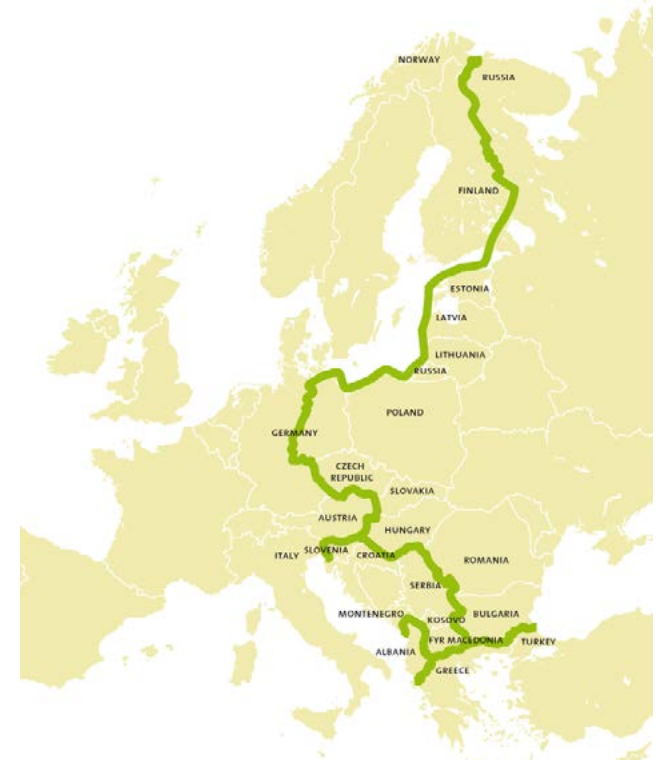 NORWAY
RUSSIA
FINLAND
ESTONIA
LATVIA
LITHUANIA
RUSSIA
POLAND
GERMANY
CZECH
REPUBLIC
SLOVAKIA
AUSTRIA
HUNGARY
ITALY
SLOVENIA
CROATIA
ROMANIA
SERBIA
MONTENEGRO
KOSOVO
BULGARIA
FYR MACEDONIA
TURKEY
ALBANIA
GREECE